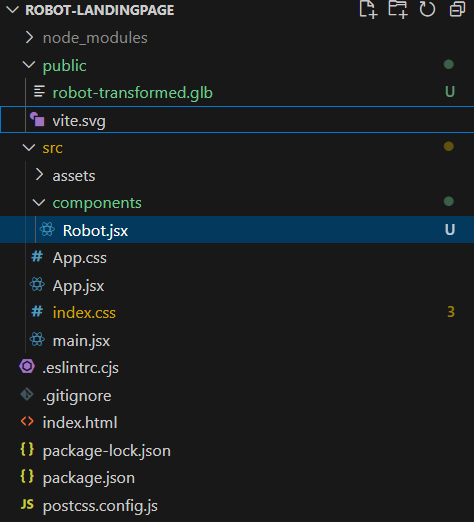 ROBOT-LANDINGPAGE
node_modules
public
robot-transformed.glb U
vite.svg
src
assets
components
Robot.jsx U
# App.css
App.jsx
# index.css 3
main.jsx
.eslintrc.cjs
.gitignore
<> index.html
{} package-lock.json
{} package.json
JS postcss.config.js